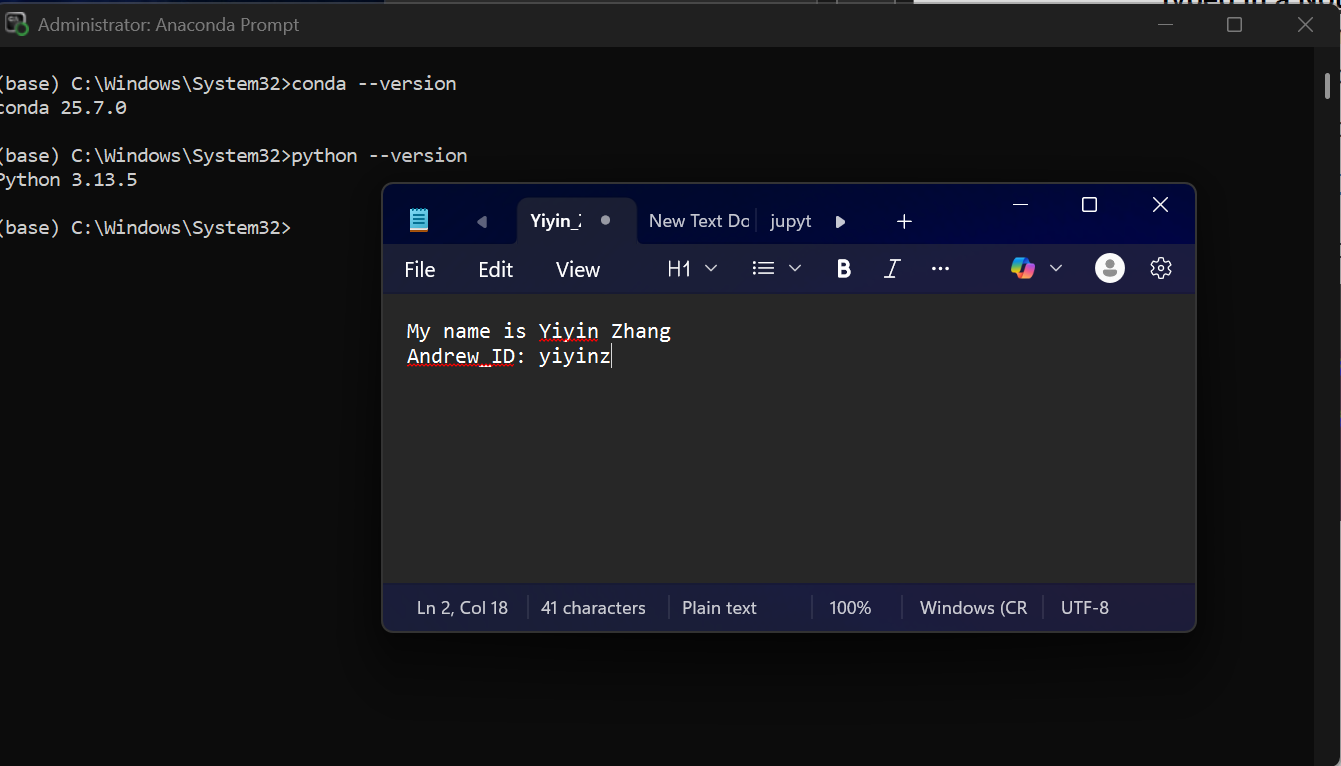 Administrator: Anaconda Prompt
(base) C:\Windows\System32>conda --version
conda 25.7.0
(base) C:\Windows\System32>python --version
Python 3.13.5
(base) C:\Windows\System32>
Yiyin_ New Text Do jupyt
File Edit View H1 B I ...
My name is Yiyin Zhang
Andrew_ID: yiyinz
Ln 2, Col 18 41 characters Plain text 100% Windows (CR UTF-8